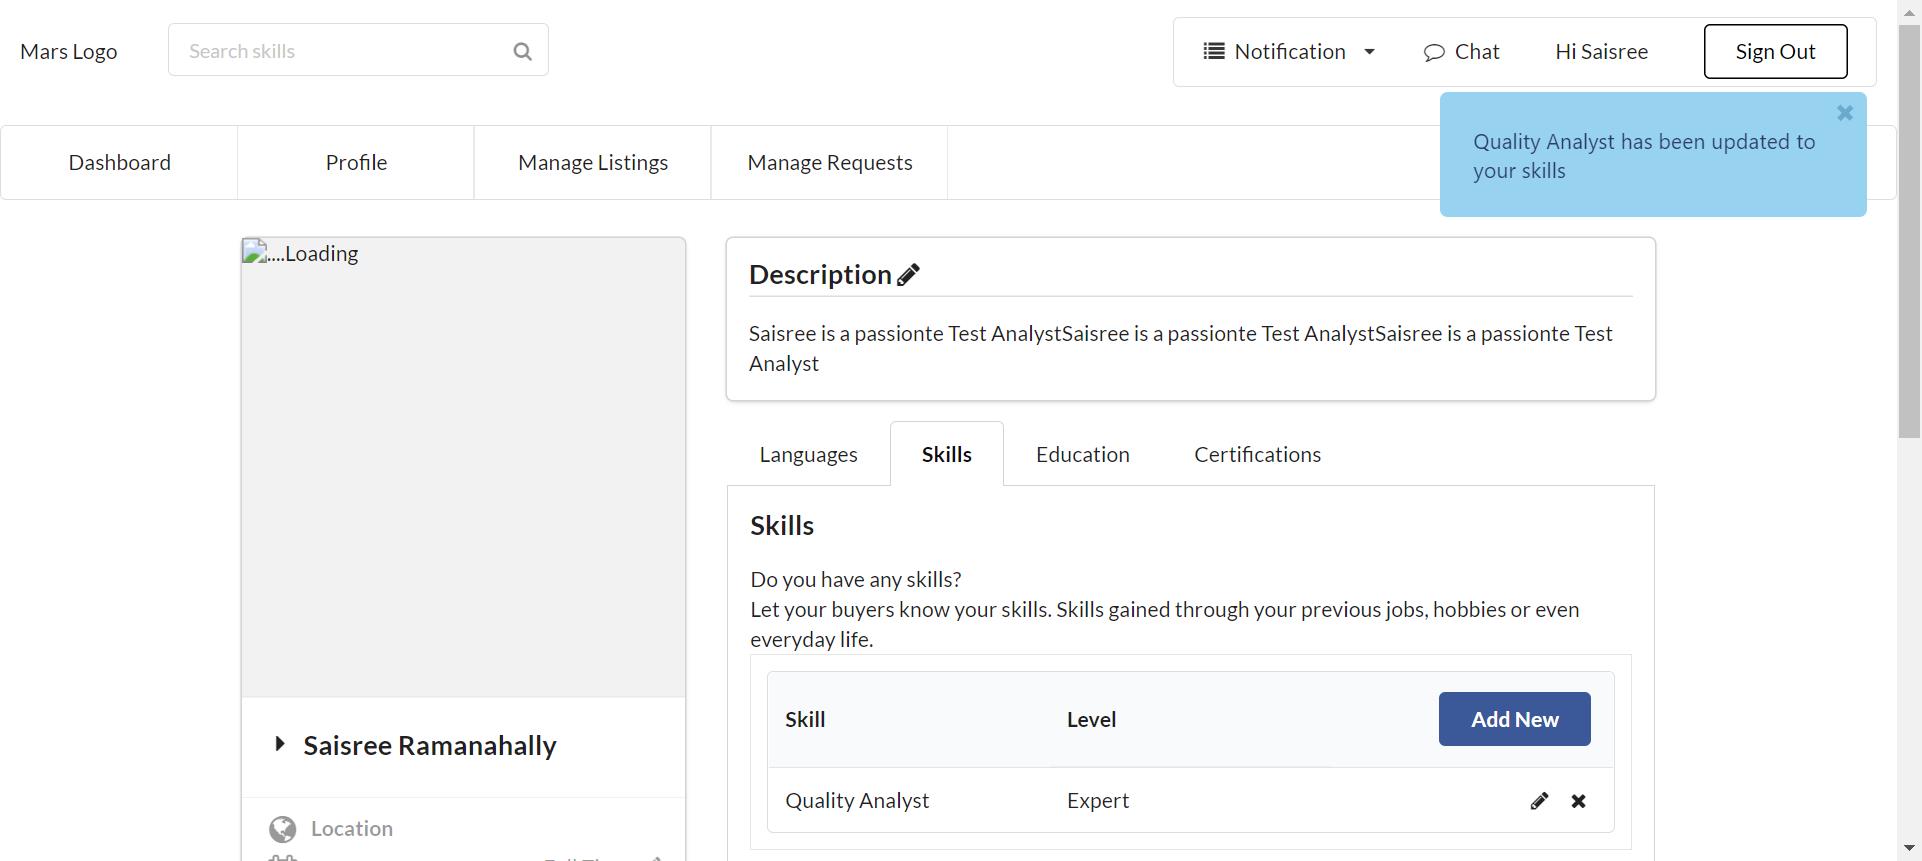 Mars Logo
Search skills
Notification
Chat
Hi Saisree
Sign Out
Quality Analyst has been updated to
your skills
Dashboard
Profile
Manage Listings
Manage Requests
....Loading
Description
Saisree is a passionte Test AnalystSaisree is a passionte Test AnalystSaisree is a passionte Test
Analyst
Languages
Skills
Education
Certifications
Skills
Do you have any skills?
Let your buyers know your skills. Skills gained through your previous jobs, hobbies or even
everyday life.
Skill
Level
Add New
Quality Analyst
Expert
Saisree Ramanahally
Location